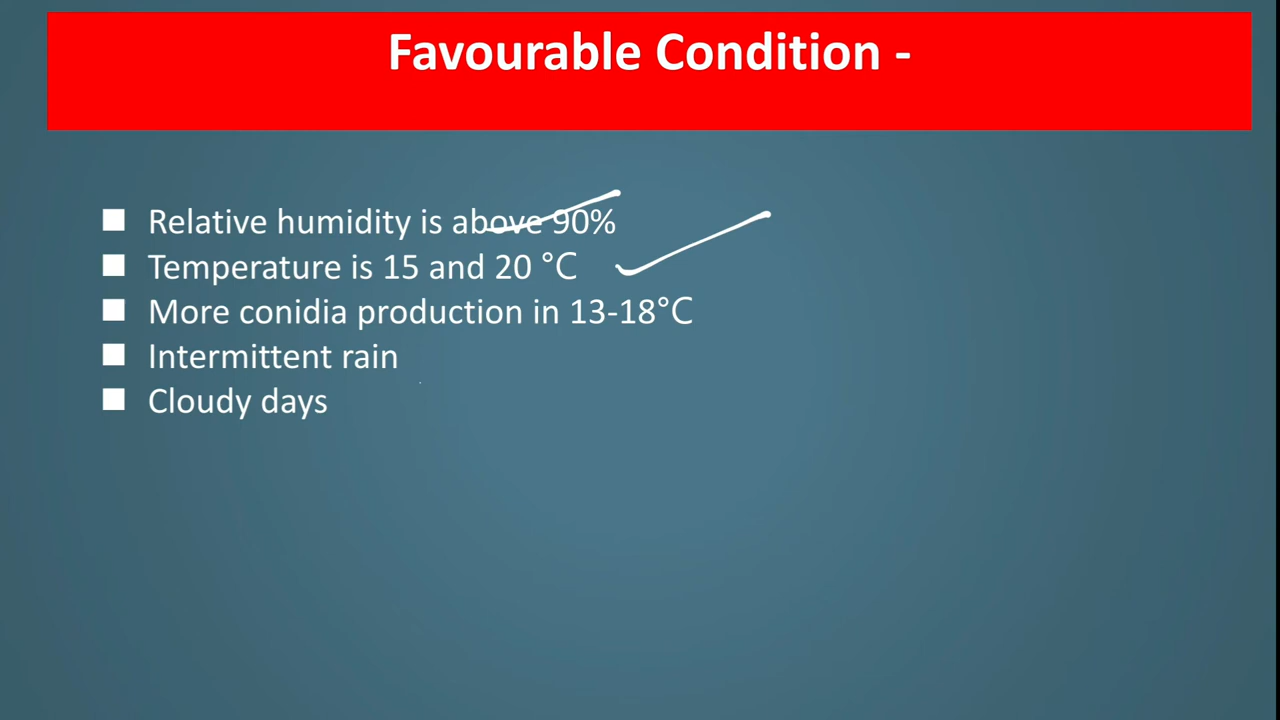 Favourable Condition -
■ Relative humidity is above 90%
■ Temperature is 15 and 20 °C
■ More conidia production in 13-18°C
■ Intermittent rain
■ Cloudy days